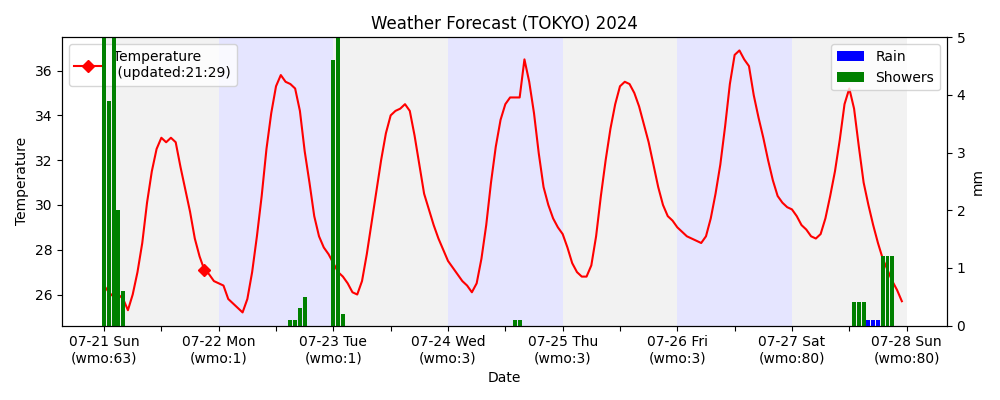 Weather Forecast (TOKYO) 2024
Temperature
(updated:21:29)
Rain
Showers
Temperature
36
34
32
30
28
26
5
4
3
2
1
0
mm
07-21 Sun
(wmo:63)
07-22 Mon
(wmo:1)
07-23 Tue
(wmo:1)
07-24 Wed
(wmo:3)
07-25 Thu
(wmo:3)
07-26 Fri
(wmo:3)
07-27 Sat
(wmo:80)
07-28 Sun
(wmo:80)
Date